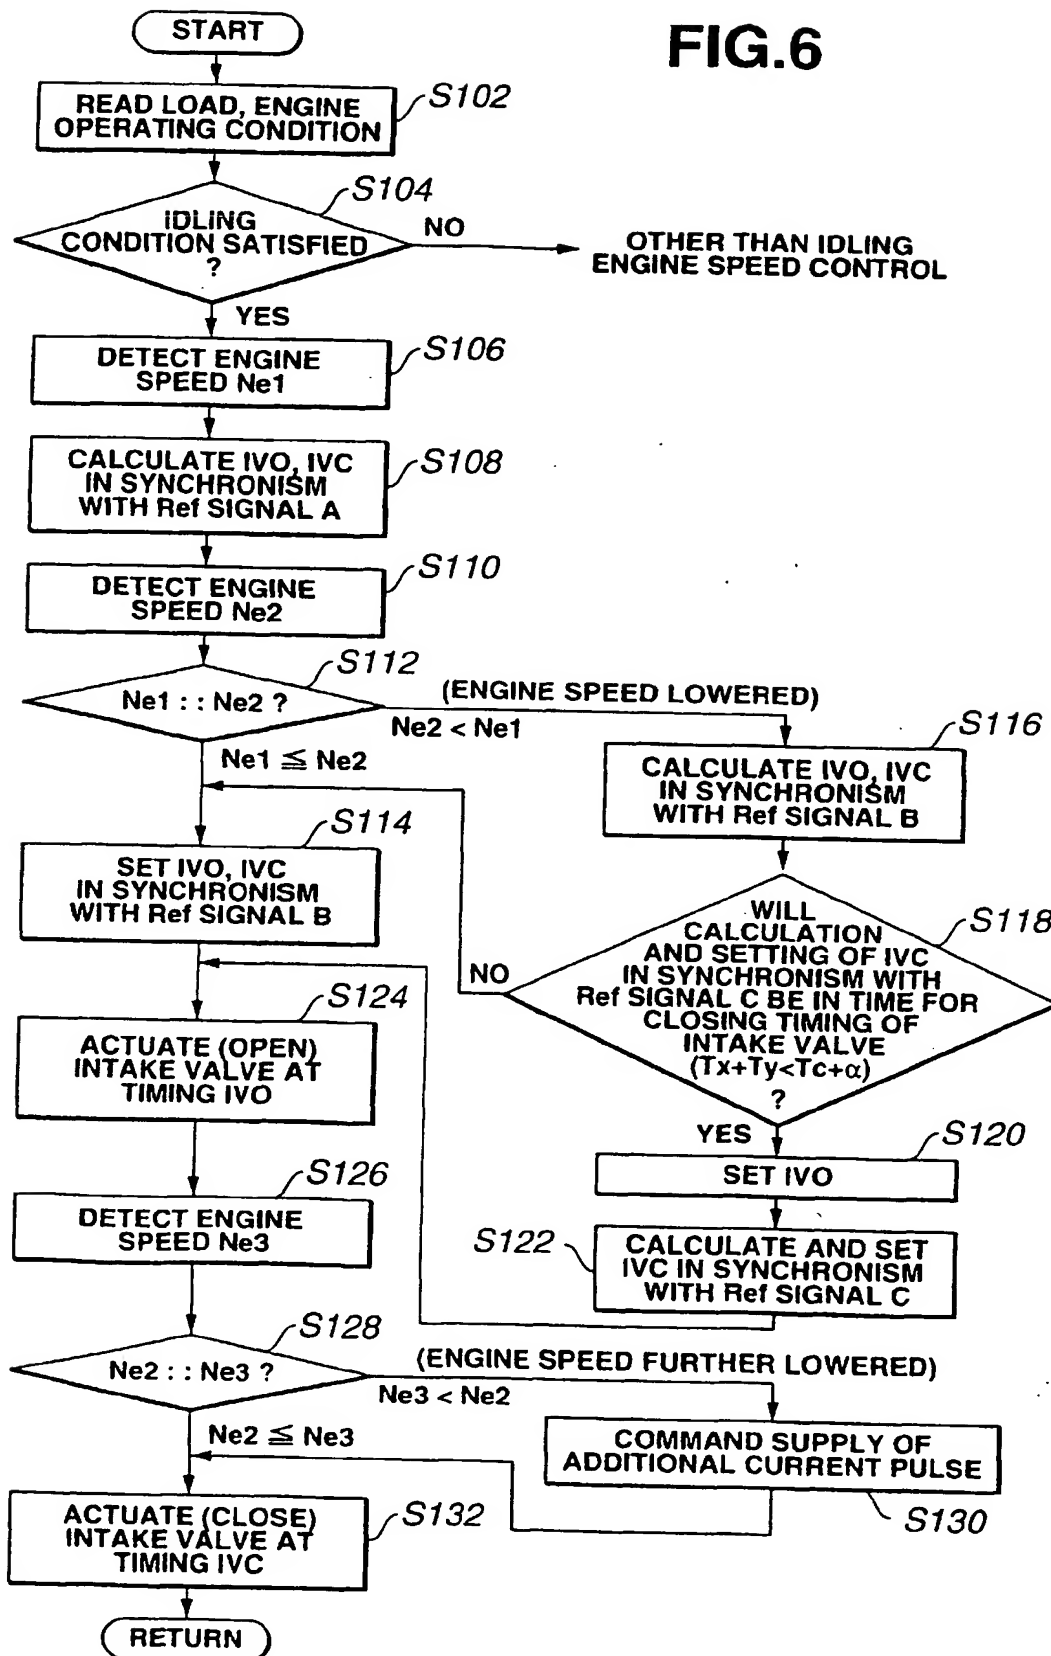 FIG.6
START
S102
READ LOAD, ENGINE
OPERATING CONDITION
S104
IDLING
CONDITION SATISFIED
?
NO
OTHER THAN IDLING
ENGINE SPEED CONTROL
YES
S106
DETECT ENGINE
SPEED Ne1
S108
CALCULATE IVO, IVC
IN SYNCHRONISM
WITH Ref SIGNAL A
S110
DETECT ENGINE
SPEED Ne2
S112
Ne1 : : Ne2 ?
(ENGINE SPEED LOWERED)
Ne2 < Ne1
Ne1 ≦ Ne2
S116
CALCULATE IVO, IVC
IN SYNCHRONISM
WITH Ref SIGNAL B
S114
SET IVO, IVC
IN SYNCHRONISM
WITH Ref SIGNAL B
S118
WILL
CALCULATION
AND SETTING OF IVC
IN SYNCHRONISM WITH
Ref SIGNAL C BE IN TIME FOR
CLOSING TIMING OF
INTAKE VALVE
(Tx+Ty<Tc+α)
?
NO
YES
S120
SET IVO
S122
CALCULATE AND SET
IVC IN SYNCHRONISM
WITH Ref SIGNAL C
S124
ACTUATE (OPEN)
INTAKE VALVE AT
TIMING IVO
S126
DETECT ENGINE
SPEED Ne3
S128
Ne2 : : Ne3 ?
(ENGINE SPEED FURTHER LOWERED)
Ne3 < Ne2
Ne2 ≦ Ne3
COMMAND SUPPLY OF
ADDITIONAL CURRENT PULSE
S130
S132
ACTUATE (CLOSE)
INTAKE VALVE AT
TIMING IVC
RETURN